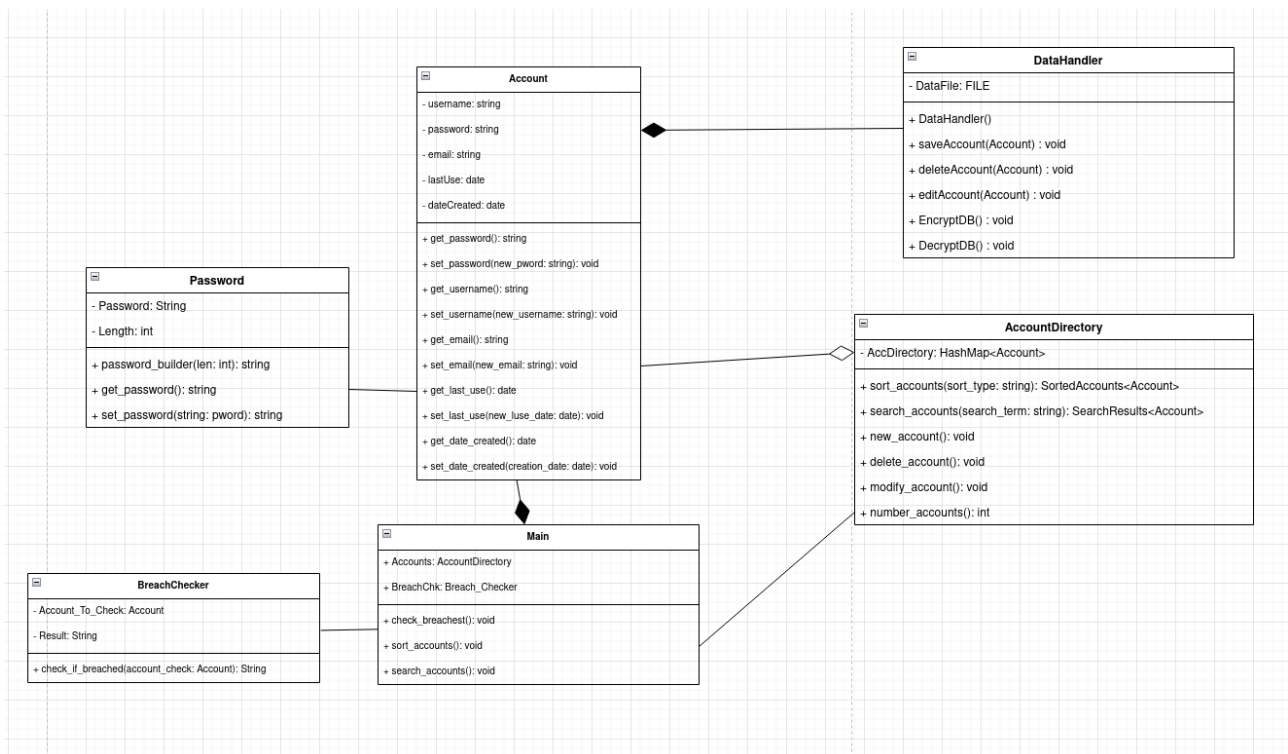 Account
- username: string
- password: string
- email: string
- lastUse: date
- dateCreated: date
+ get_password(): string
+ set_password(new_pword: string): void
+ get_username(): string
+ set_username(new_username: string): void
+ get_email(): string
+ set_email(new_email: string): void
+ get_last_use(): date
+ set_last_use(new_luse_date: date): void
+ get_date_created(): date
+ set_date_created(creation_date: date): void
DataHandler
- DataFile: FILE
+ DataHandler()
+ saveAccount(Account) : void
+ deleteAccount(Account) : void
+ editAccount(Account) : void
+ EncryptDB() : void
+ DecryptDB() : void
Password
- Password: String
- Length: int
+ password_builder(len: int): string
+ get_password(): string
+ set_password(string: pword): string
AccountDirectory
- AccDirectory: HashMap<Account>
+ sort_accounts(sort_type: string): SortedAccounts<Account>
+ search_accounts(search_term: string): SearchResults<Account>
+ new_account(): void
+ delete_account(): void
+ modify_account(): void
+ number_accounts(): int
Main
+ Accounts: AccountDirectory
+ BreachChk: Breach_Checker
+ check_breachest(): void
+ sort_accounts(): void
+ search_accounts(): void
BreachChecker
- Account_To_Check: Account
- Result: String
+ check_if_breached(account_check: Account): String